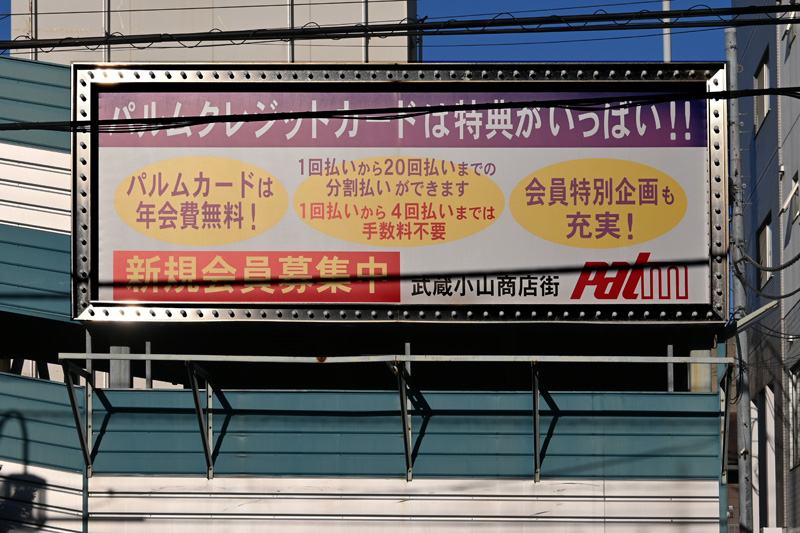 パルムクレジットカードは特典がいっぱい!!
パルムカードは
年会費無料!
1回払いから20回払いまでの
分割払いができます
1回払いから4回払いまでは
手数料不要
会員特別企画も
充実!
新規会員募集中
武蔵小山商店街
Palm